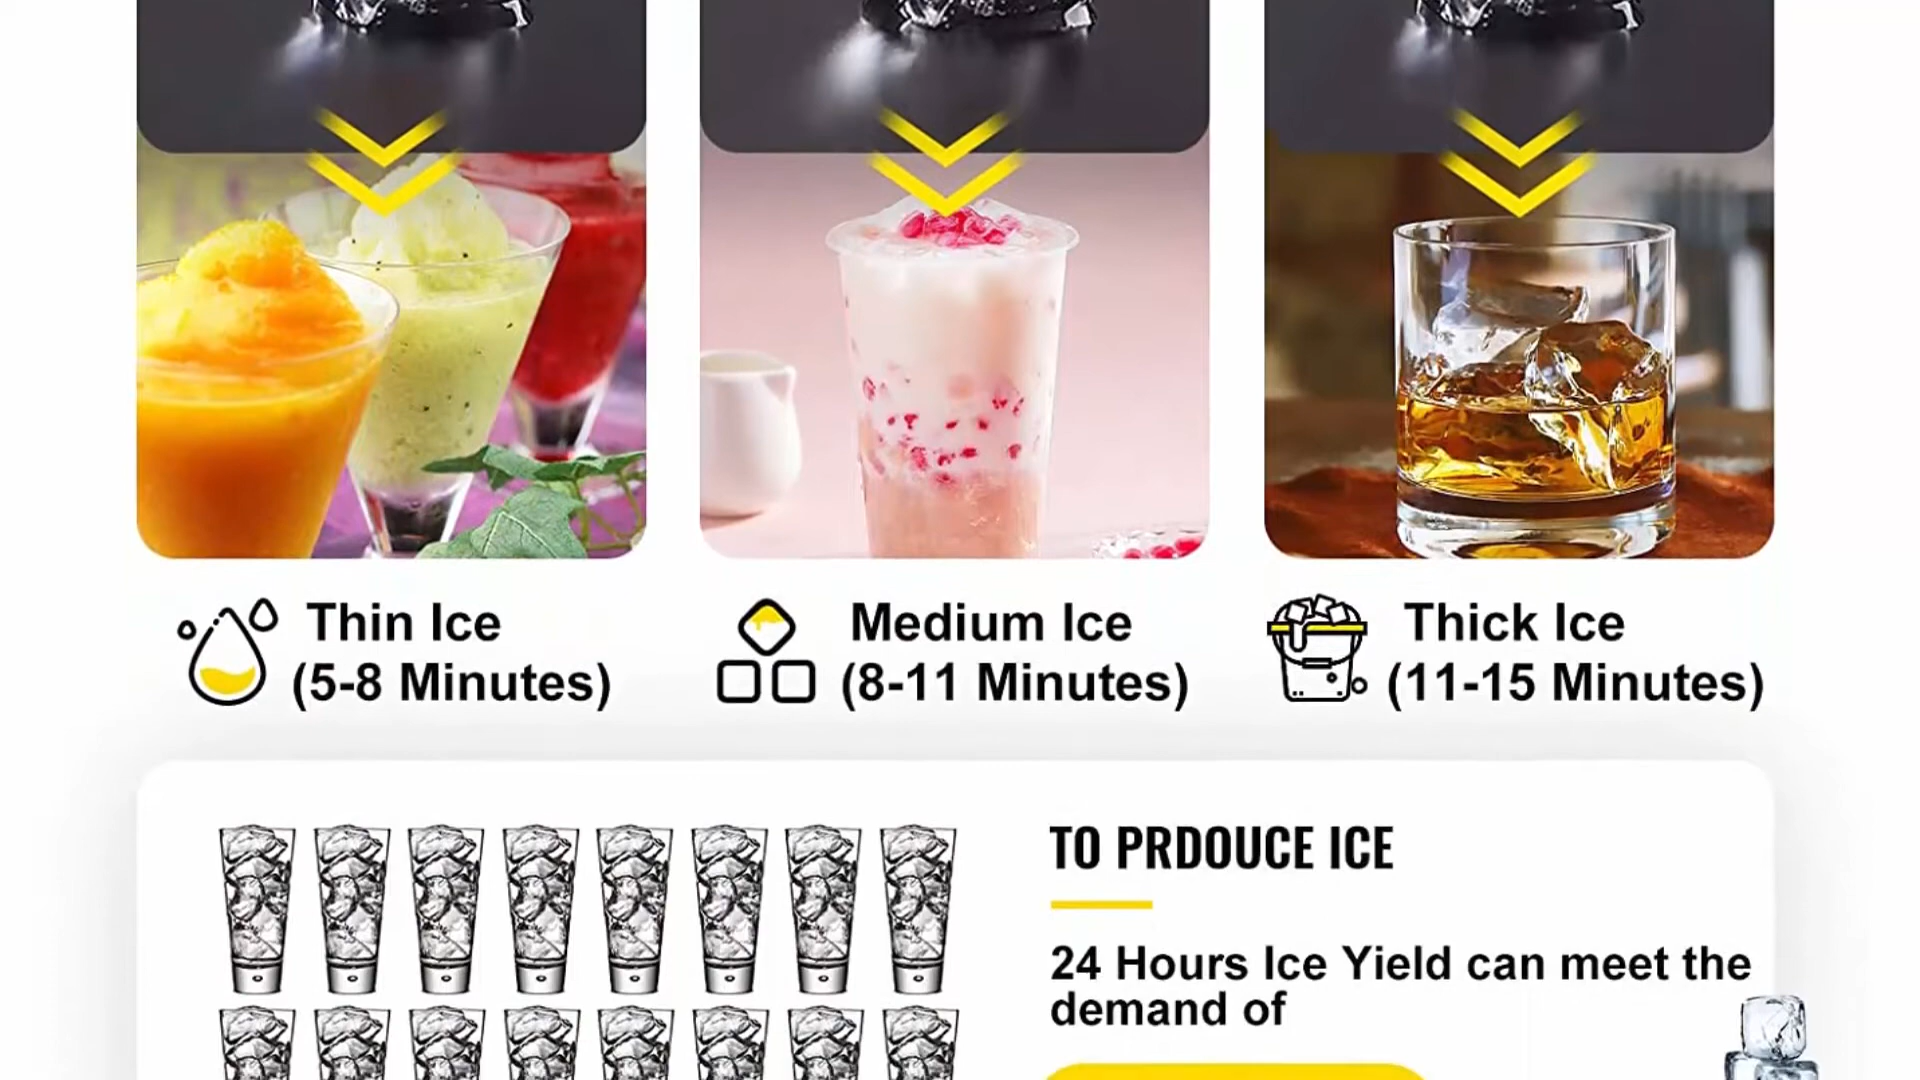 Thin Ice
(5-8 Minutes)
Medium Ice
(8-11 Minutes)
Thick Ice
(11-15 Minutes)
TO PRDOUCE ICE
24 Hours Ice Yield can meet the
demand of